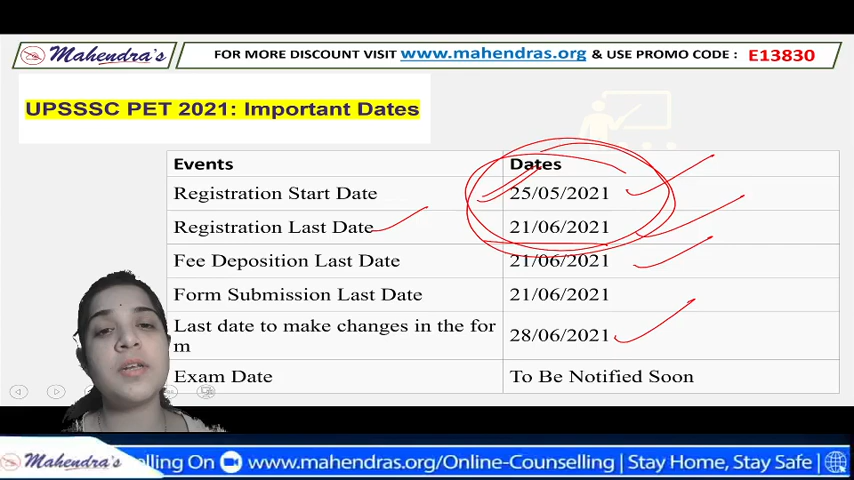 Mahendra's
FOR MORE DISCOUNT VISIT www.mahendras.org & USE PROMO CODE : E13830
UPSSSC PET 2021: Important Dates
Events Dates
Registration Start Date 25/05/2021
Registration Last Date 21/06/2021
Fee Deposition Last Date 21/06/2021
Form Submission Last Date 21/06/2021
Last date to make changes in the for
m 28/06/2021
Exam Date To Be Notified Soon
Mahendra's elling On www.mahendras.org/Online-Counselling | Stay Home, Stay Safe |